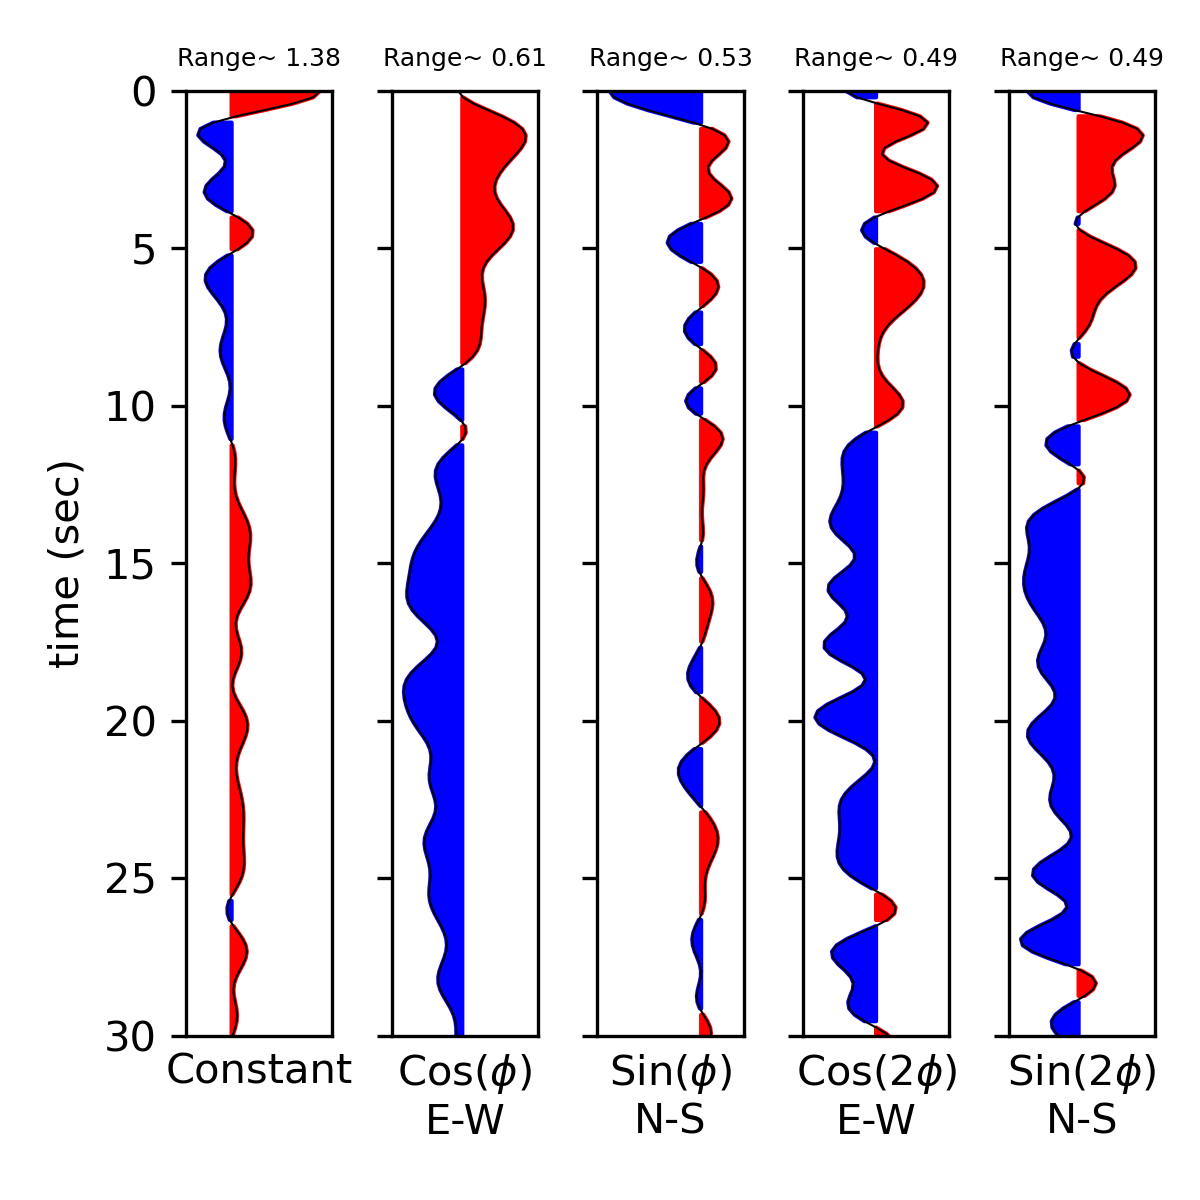 Range~ 1.38 Range~ 0.61 Range~ 0.53 Range~ 0.49 Range~ 0.49
0
5
10
15
20
25
30
time (sec)
Constant Cos(ϕ) Sin(ϕ) Cos(2ϕ) Sin(2ϕ)
E-W N-S E-W N-S